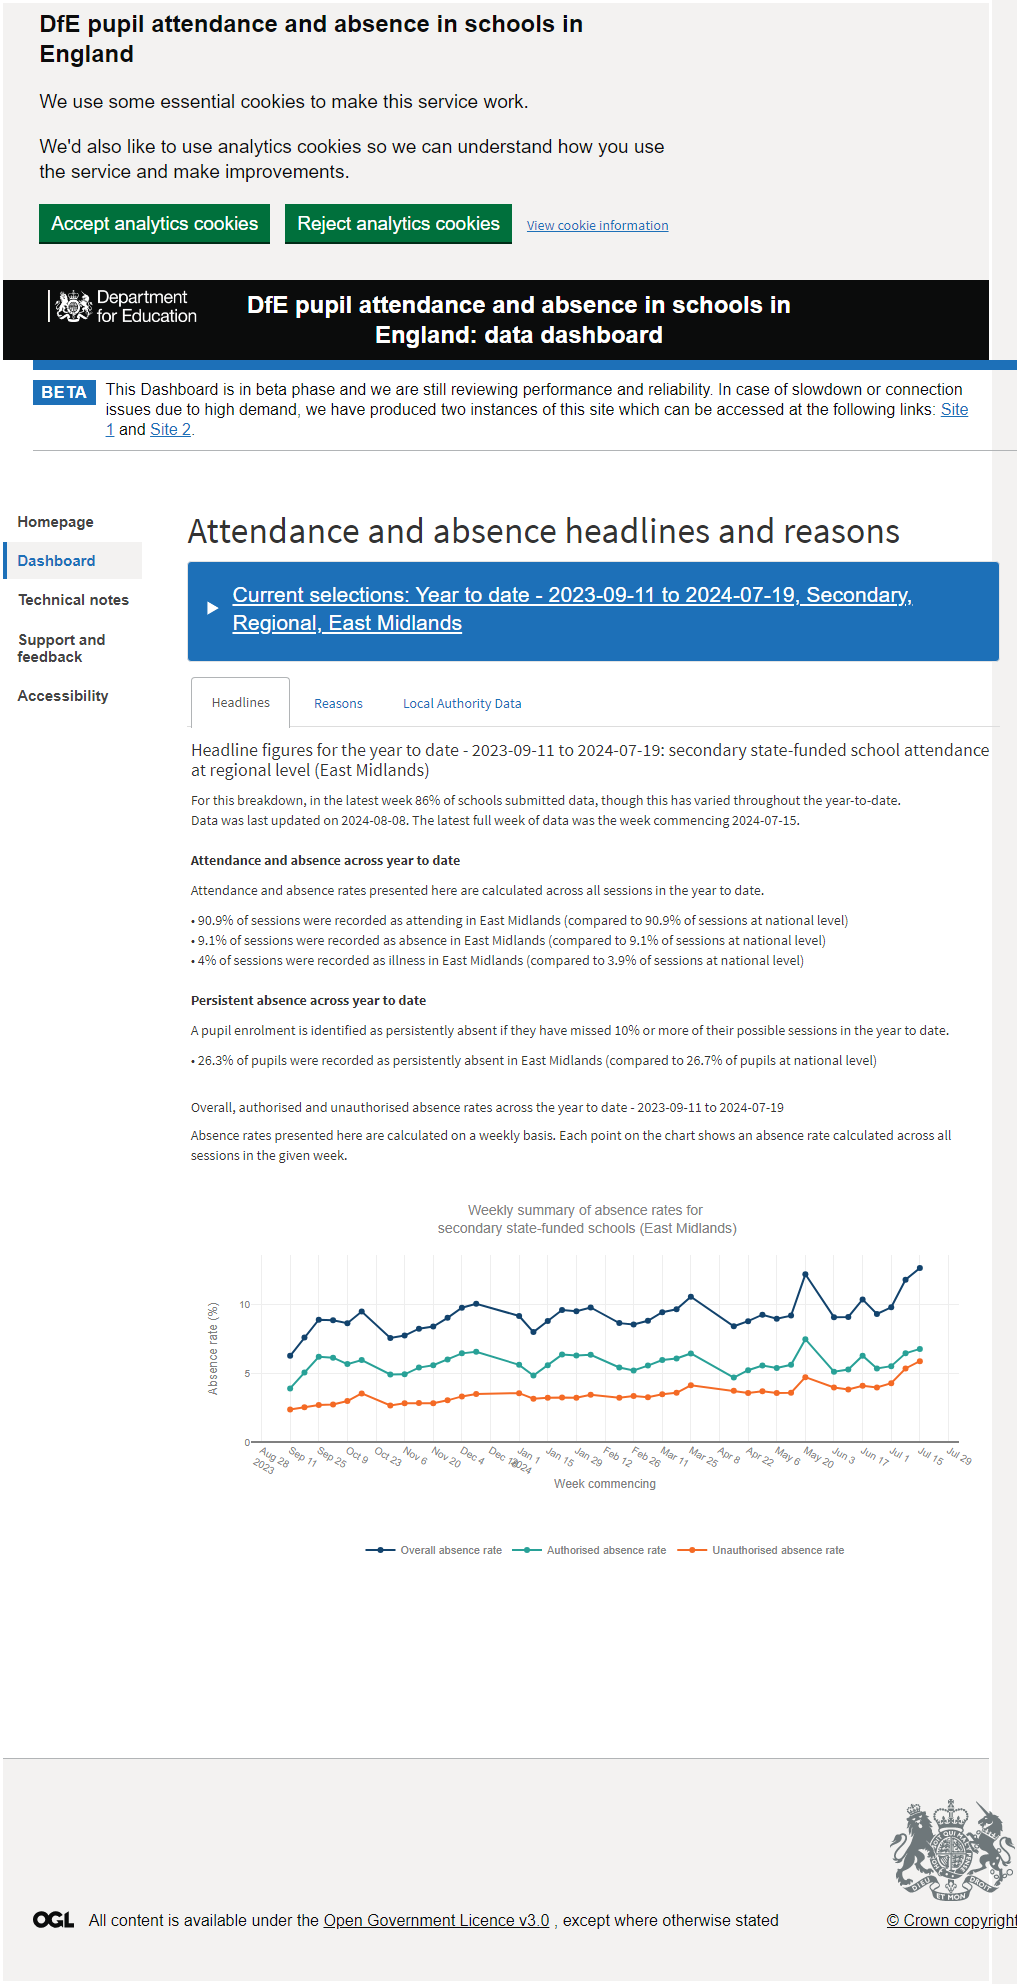 DfE pupil attendance and absence in schools in
England
We use some essential cookies to make this service work.
We'd also like to use analytics cookies so we can understand how you use
the service and make improvements.
Accept analytics cookies Reject analytics cookies View cookie information
Department
for Education
DfE pupil attendance and absence in schools in
England: data dashboard
BETA
This Dashboard is in beta phase and we are still reviewing performance and reliability. In case of slowdown or connection
issues due to high demand, we have produced two instances of this site which can be accessed at the following links: Site
1 and Site 2.
Homepage
Dashboard
Technical notes
Support and
feedback
Accessibility
Attendance and absence headlines and reasons
Current selections: Year to date - 2023-09-11 to 2024-07-19, Secondary,
Regional, East Midlands
Headlines Reasons Local Authority Data
Headline figures for the year to date - 2023-09-11 to 2024-07-19: secondary state-funded school attendance
at regional level (East Midlands)
For this breakdown, in the latest week 86% of schools submitted data, though this has varied throughout the year-to-date.
Data was last updated on 2024-08-08. The latest full week of data was the week commencing 2024-07-15.
Attendance and absence across year to date
Attendance and absence rates presented here are calculated across all sessions in the year to date.
• 90.9% of sessions were recorded as attending in East Midlands (compared to 90.9% of sessions at national level)
• 9.1% of sessions were recorded as absence in East Midlands (compared to 9.1% of sessions at national level)
• 4% of sessions were recorded as illness in East Midlands (compared to 3.9% of sessions at national level)
Persistent absence across year to date
A pupil enrolment is identified as persistently absent if they have missed 10% or more of their possible sessions in the year to date.
• 26.3% of pupils were recorded as persistently absent in East Midlands (compared to 26.7% of pupils at national level)
Overall, authorised and unauthorised absence rates across the year to date - 2023-09-11 to 2024-07-19
Absence rates presented here are calculated on a weekly basis. Each point on the chart shows an absence rate calculated across all
sessions in the given week.
Weekly summary of absence rates for
secondary state-funded schools (East Midlands)
Absence rate (%)
10
5
0
Aug 28 2023 Sep 11 Sep 25 Oct 9 Oct 23 Nov 6 Nov 20 Dec 4 Dec 18 Jan 1 2024 Jan 15 Jan 29 Feb 12 Feb 26 Mar 11 Mar 25 Apr 8 Apr 22 May 6 May 20 Jun 3 Jun 17 Jul 1 Jul 15 Jul 29
Week commencing
Overall absence rate Authorised absence rate Unauthorised absence rate
DIEU ET MON DROIT
OGL All content is available under the Open Government Licence v3.0 , except where otherwise stated
© Crown copyright